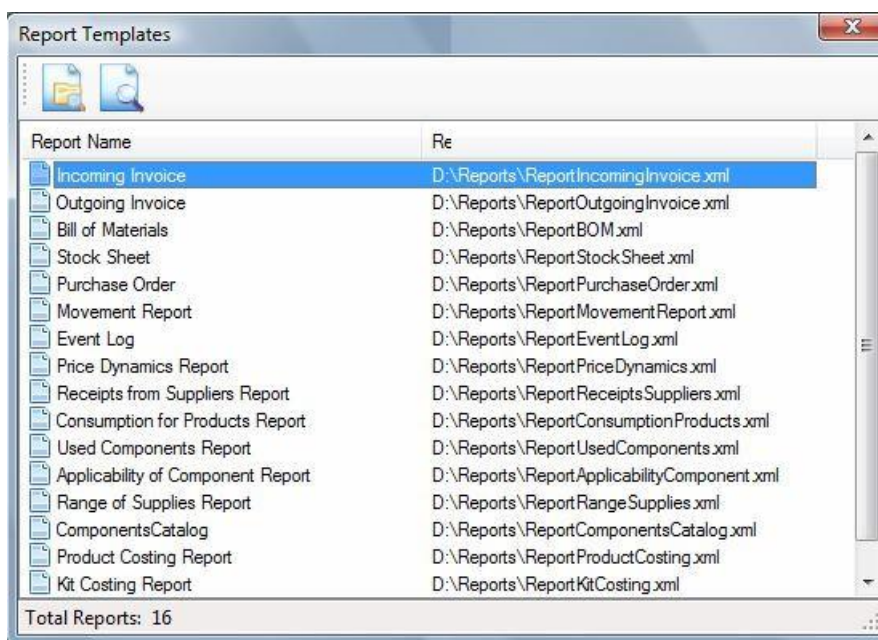 Report Templates
Report Name Re
Incoming Invoice D:\Reports\ReportIncomingInvoice.xml
Outgoing Invoice D:\Reports\ReportOutgoingInvoice.xml
Bill of Materials D:\Reports\ReportBOM.xml
Stock Sheet D:\Reports\ReportStockSheet.xml
Purchase Order D:\Reports\ReportPurchaseOrder.xml
Movement Report D:\Reports\ReportMovementReport.xml
Event Log D:\Reports\ReportEventLog.xml
Price Dynamics Report D:\Reports\ReportPriceDynamics.xml
Receipts from Suppliers Report D:\Reports\ReportReceiptsSuppliers.xml
Consumption for Products Report D:\Reports\ReportConsumptionProducts.xml
Used Components Report D:\Reports\ReportUsedComponents.xml
Applicability of Component Report D:\Reports\ReportApplicabilityComponent.xml
Range of Supplies Report D:\Reports\ReportRangeSupplies.xml
ComponentsCatalog D:\Reports\ReportComponentsCatalog.xml
Product Costing Report D:\Reports\ReportProductCosting.xml
Kit Costing Report D:\Reports\ReportKitCosting.xml
Total Reports: 16